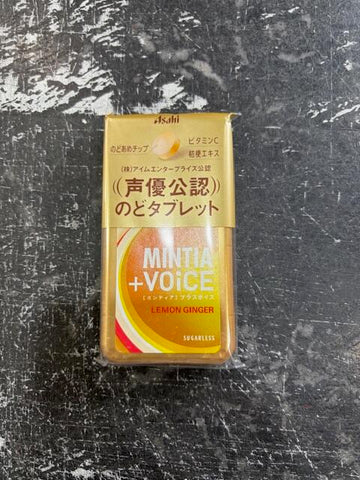 Asahi
のどあめチップ
ビタミンC
桔梗エキス
(株)アイムエンタープライズ公認
((声優公認))
のどタブレット
MINTIA
+VOiCE
[ミンティア]プラスボイス
LEMON GINGER
SUGARLESS